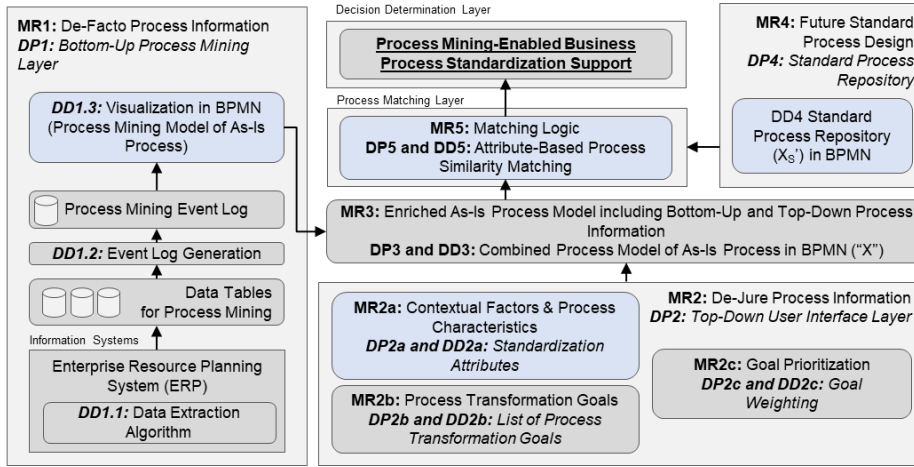 MR1: De-Facto Process Information
DP1: Bottom-Up Process Mining
Layer
DD1.3: Visualization in BPMN
(Process Mining Model of As-Is
Process)
Process Mining Event Log
DD1.2: Event Log Generation
Data Tables
for Process Mining
Information Systems
Enterprise Resource Planning
System (ERP)
DD1.1: Data Extraction
Algorithm
Decision Determination Layer
Process Mining-Enabled Business
Process Standardization Support
Process Matching Layer
MR5: Matching Logic
DP5 and DD5: Attribute-Based Process
Similarity Matching
MR4: Future Standard
Process Design
DP4: Standard Process
Repository
DD4 Standard
Process Repository
(XS’) in BPMN
MR3: Enriched As-Is Process Model including Bottom-Up and Top-Down Process
Information
DP3 and DD3: Combined Process Model of As-Is Process in BPMN (“X”)
MR2a: Contextual Factors & Process
Characteristics
DP2a and DD2a: Standardization
Attributes
MR2b: Process Transformation Goals
DP2b and DD2b: List of Process
Transformation Goals
MR2: De-Jure Process Information
DP2: Top-Down User Interface Layer
MR2c: Goal Prioritization
DP2c and DD2c: Goal
Weighting